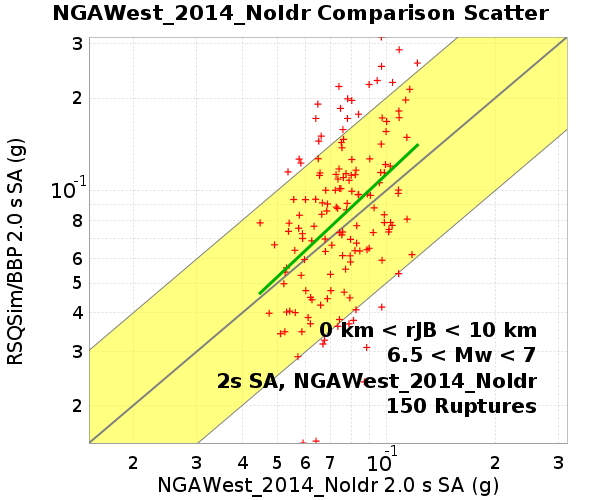 NGAWest_2014_NoIdr Comparison Scatter
RSQSim/BBP 2.0 s SA (g)
3
2
10^-1
8
6
5
4
3
2
0 km < rJB < 10 km
6.5 < Mw < 7
2s SA, NGAWest_2014_NoIdr
150 Ruptures
2 3 4 5 6 7 10^-1 2 3
NGAWest_2014_NoIdr 2.0 s SA (g)